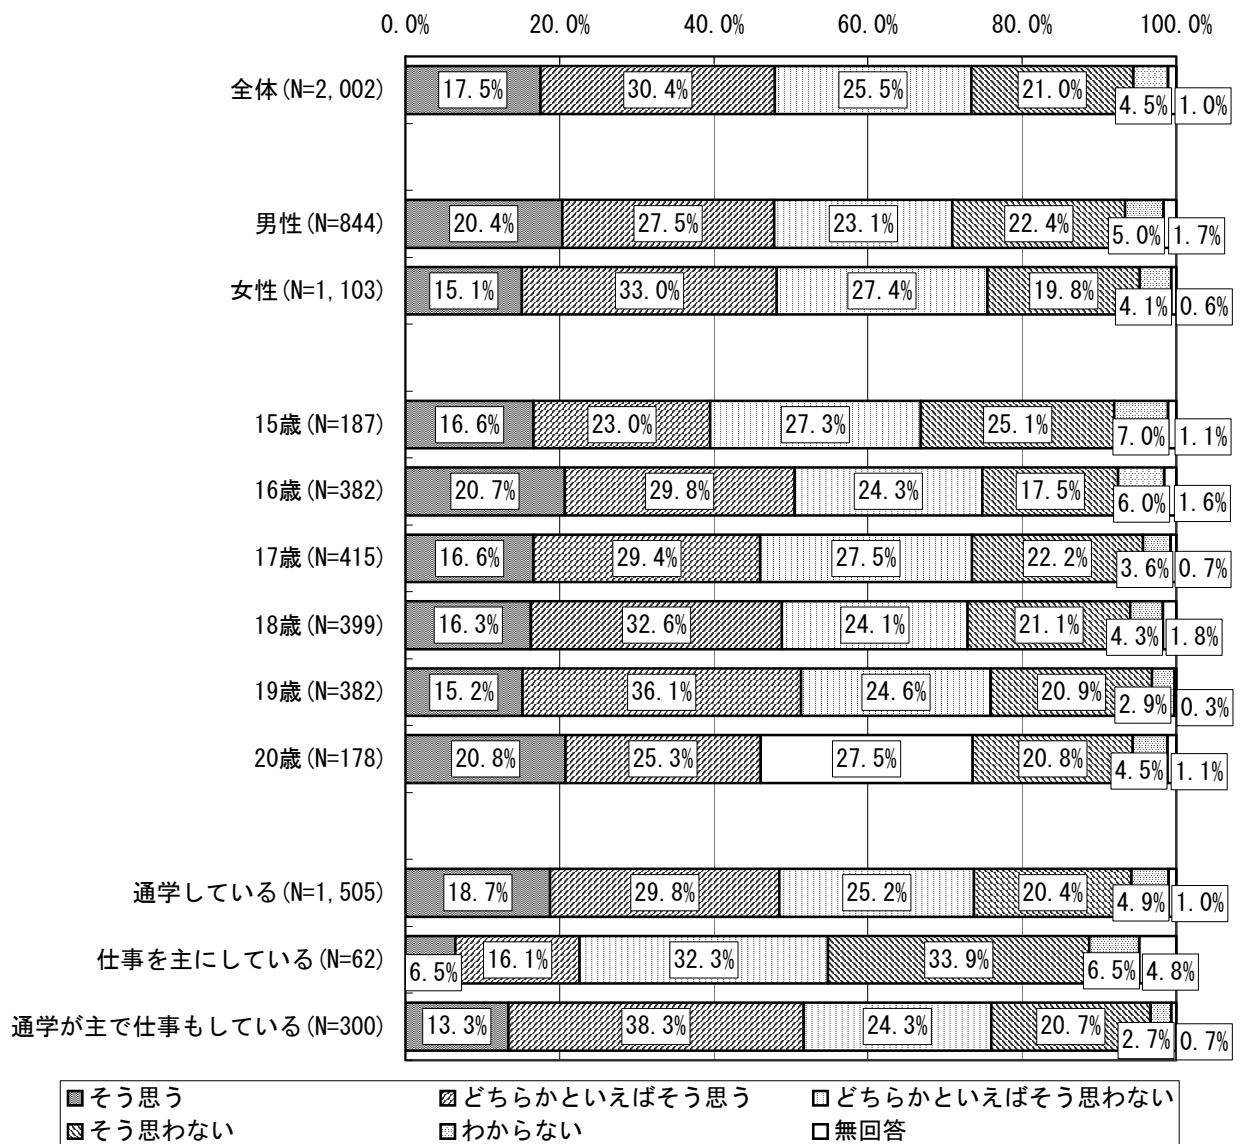 0.0% 20.0% 40.0% 60.0% 80.0% 100.0%
全体(N=2,002) 17.5% 30.4% 25.5% 21.0% 4.5% 1.0%
男性(N=844) 20.4% 27.5% 23.1% 22.4% 5.0% 1.7%
女性(N=1,103) 15.1% 33.0% 27.4% 19.8% 4.1% 0.6%
15歳(N=187) 16.6% 23.0% 27.3% 25.1% 7.0% 1.1%
16歳(N=382) 20.7% 29.8% 24.3% 17.5% 6.0% 1.6%
17歳(N=415) 16.6% 29.4% 27.5% 22.2% 3.6% 0.7%
18歳(N=399) 16.3% 32.6% 24.1% 21.1% 4.3% 1.8%
19歳(N=382) 15.2% 36.1% 24.6% 20.9% 2.9% 0.3%
20歳(N=178) 20.8% 25.3% 27.5% 20.8% 4.5% 1.1%
通学している(N=1,505) 18.7% 29.8% 25.2% 20.4% 4.9% 1.0%
仕事を主にしている(N=62) 6.5% 16.1% 32.3% 33.9% 6.5% 4.8%
通学が主で仕事もしている(N=300) 13.3% 38.3% 24.3% 20.7% 2.7% 0.7%
そう思う どちらかといえばそう思う どちらかといえばそう思わない
そう思わない わからない 無回答